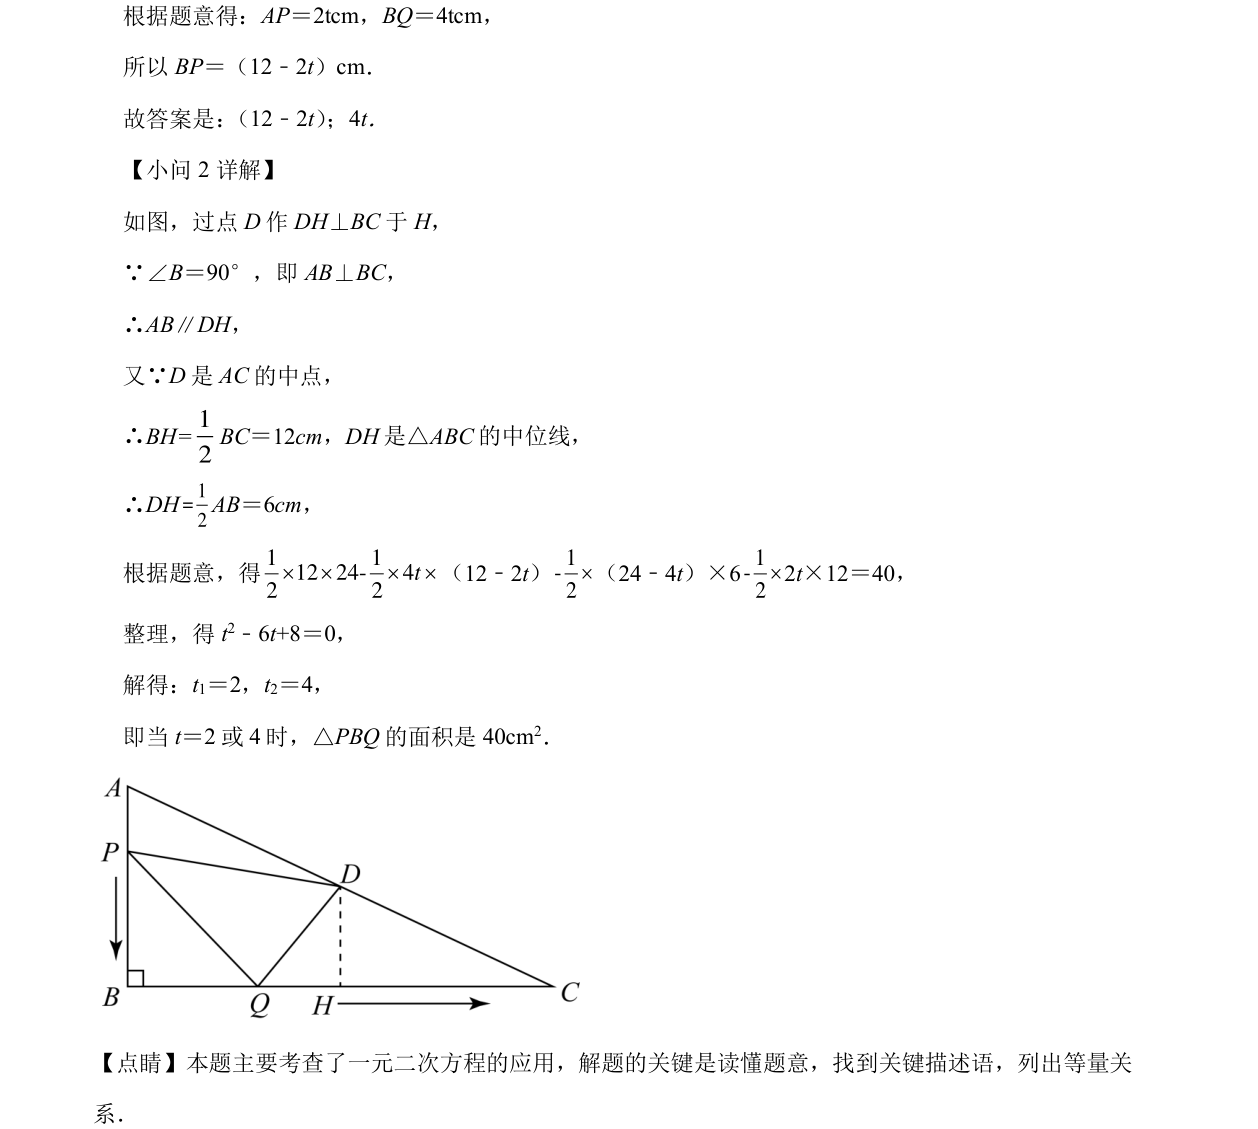 根据题意得：AP＝2tcm，BQ＝4tcm，
所以 BP＝（12﹣2t）cm．
故答案是：（12﹣2t）；4t．
【小问 2 详解】
如图，过点 D 作 DH⊥BC 于 H，
∵∠B＝90°，即 AB⊥BC，
∴AB∥DH，
又∵D 是 AC 的中点，
∴BH=1/2 BC＝12cm，DH 是△ABC 的中位线，
∴DH=1/2 AB＝6cm，
根据题意，得1/2×12×24-1/2×4t×（12﹣2t）-1/2×（24﹣4t）×6-1/2×2t×12＝40，
整理，得 t²﹣6t+8＝0，
解得：t₁＝2，t₂＝4，
即当 t＝2 或 4 时，△PBQ 的面积是 40cm²．
A
P
D
B
Q
H
C
【点睛】本题主要考查了一元二次方程的应用，解题的关键是读懂题意，找到关键描述语，列出等量关
系．